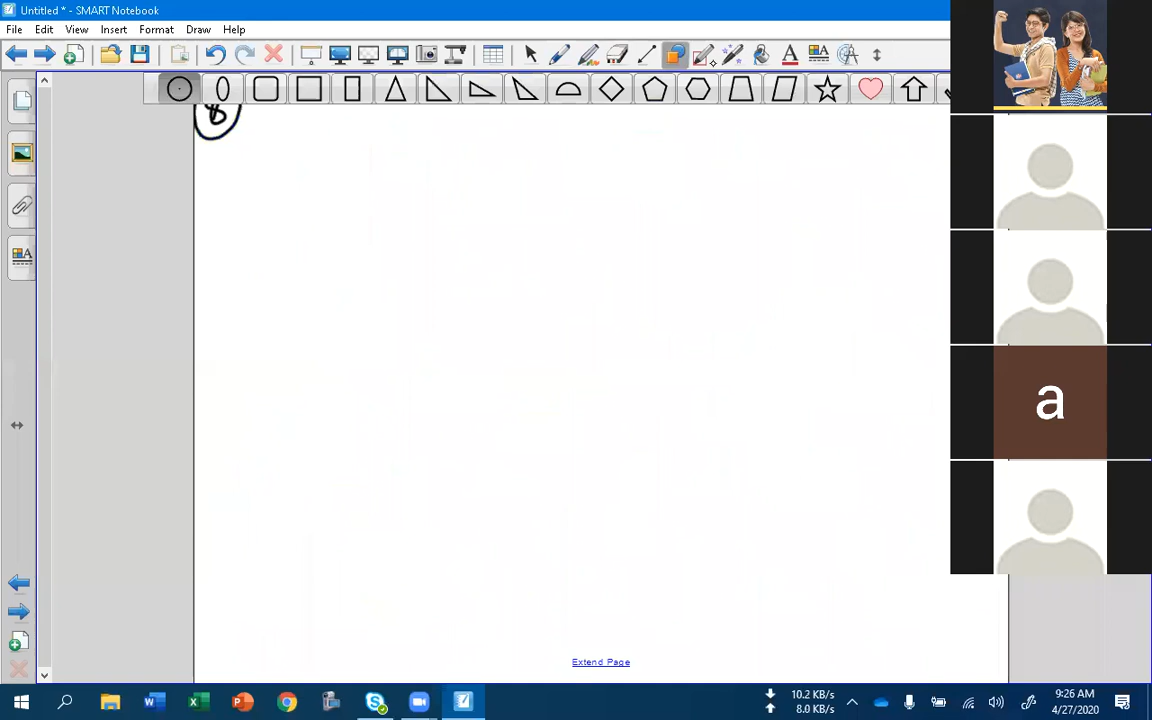 Untitled * - SMART Notebook
File Edit View Insert Format Draw Help
8
a
Extend Page
10.2 KB/s
8.0 KB/s
9:26 AM
4/27/2020